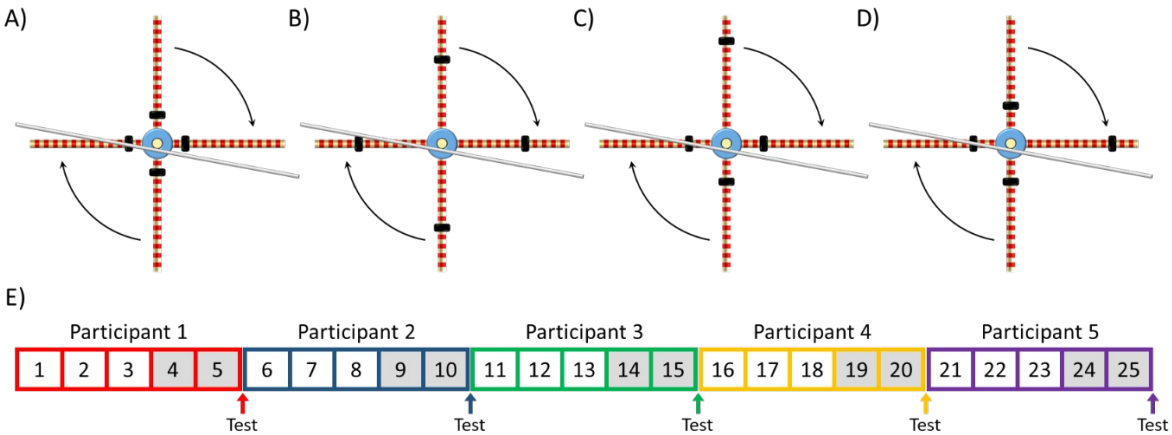 A) B) C) D)
E)
Participant 1 Participant 2 Participant 3 Participant 4 Participant 5
1 2 3 4 5 6 7 8 9 10 11 12 13 14 15 16 17 18 19 20 21 22 23 24 25
Test Test Test Test Test